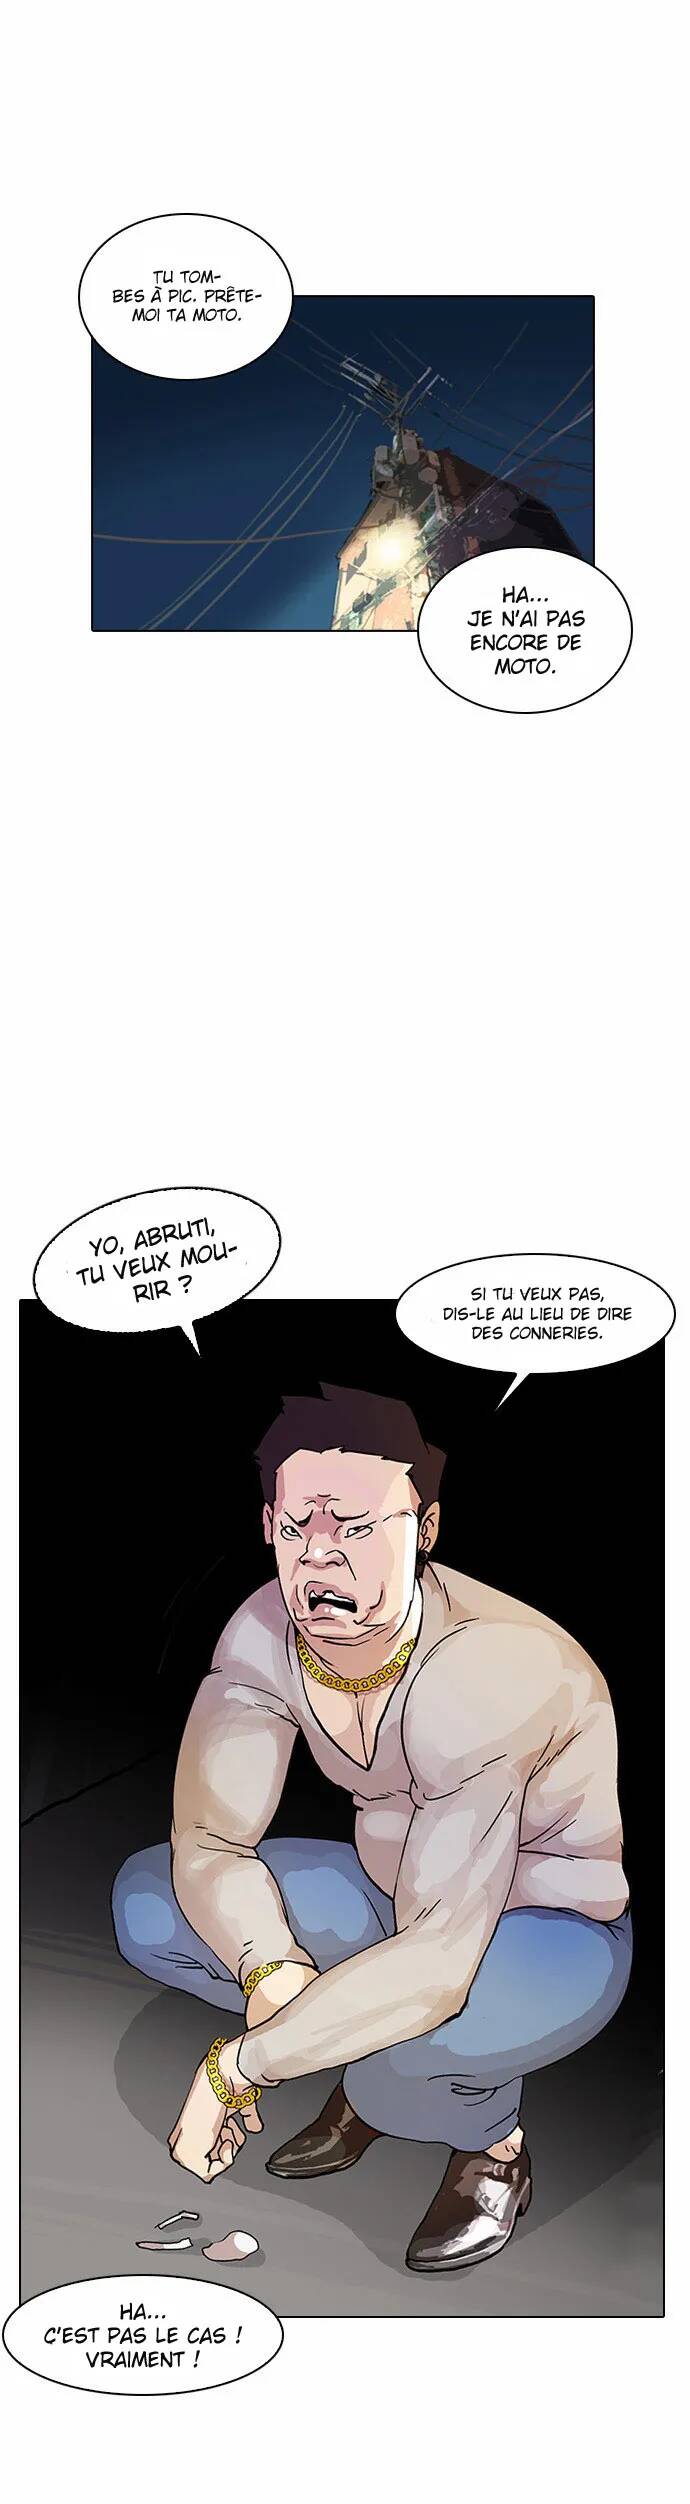 TU TOM-
BES À PIC. PRÊTE-
MOI TA MOTO.
HA...
JE N'AI PAS
ENCORE DE
MOTO.
YO, ABRUTI,
TU VEUX MOU-
RIR ?
SI TU VEUX PAS,
DIS-LE AU LIEU DE DIRE
DES CONNERIES.
HA...
C'EST PAS LE CAS !
VRAIMENT !